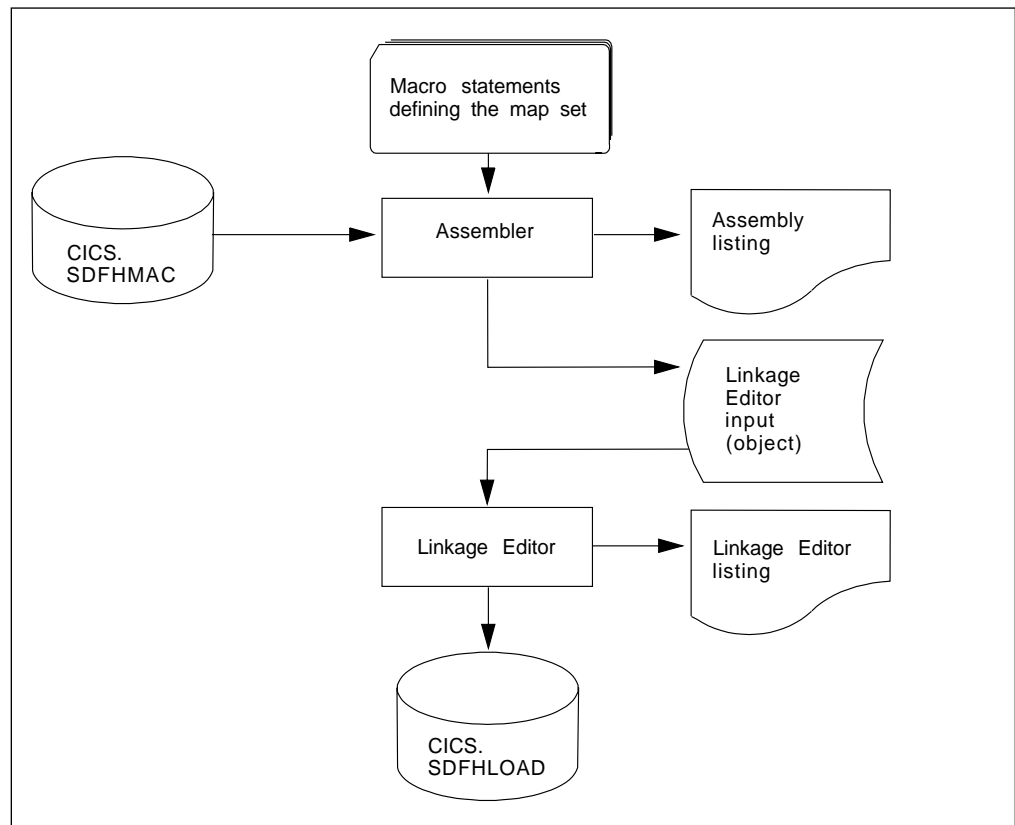 Macro statements
defining the map set
CICS.
SDFHMAC
Assembler
Assembly
listing
Linkage
Editor
input
(object)
Linkage Editor
Linkage Editor
listing
CICS.
SDFHLOAD